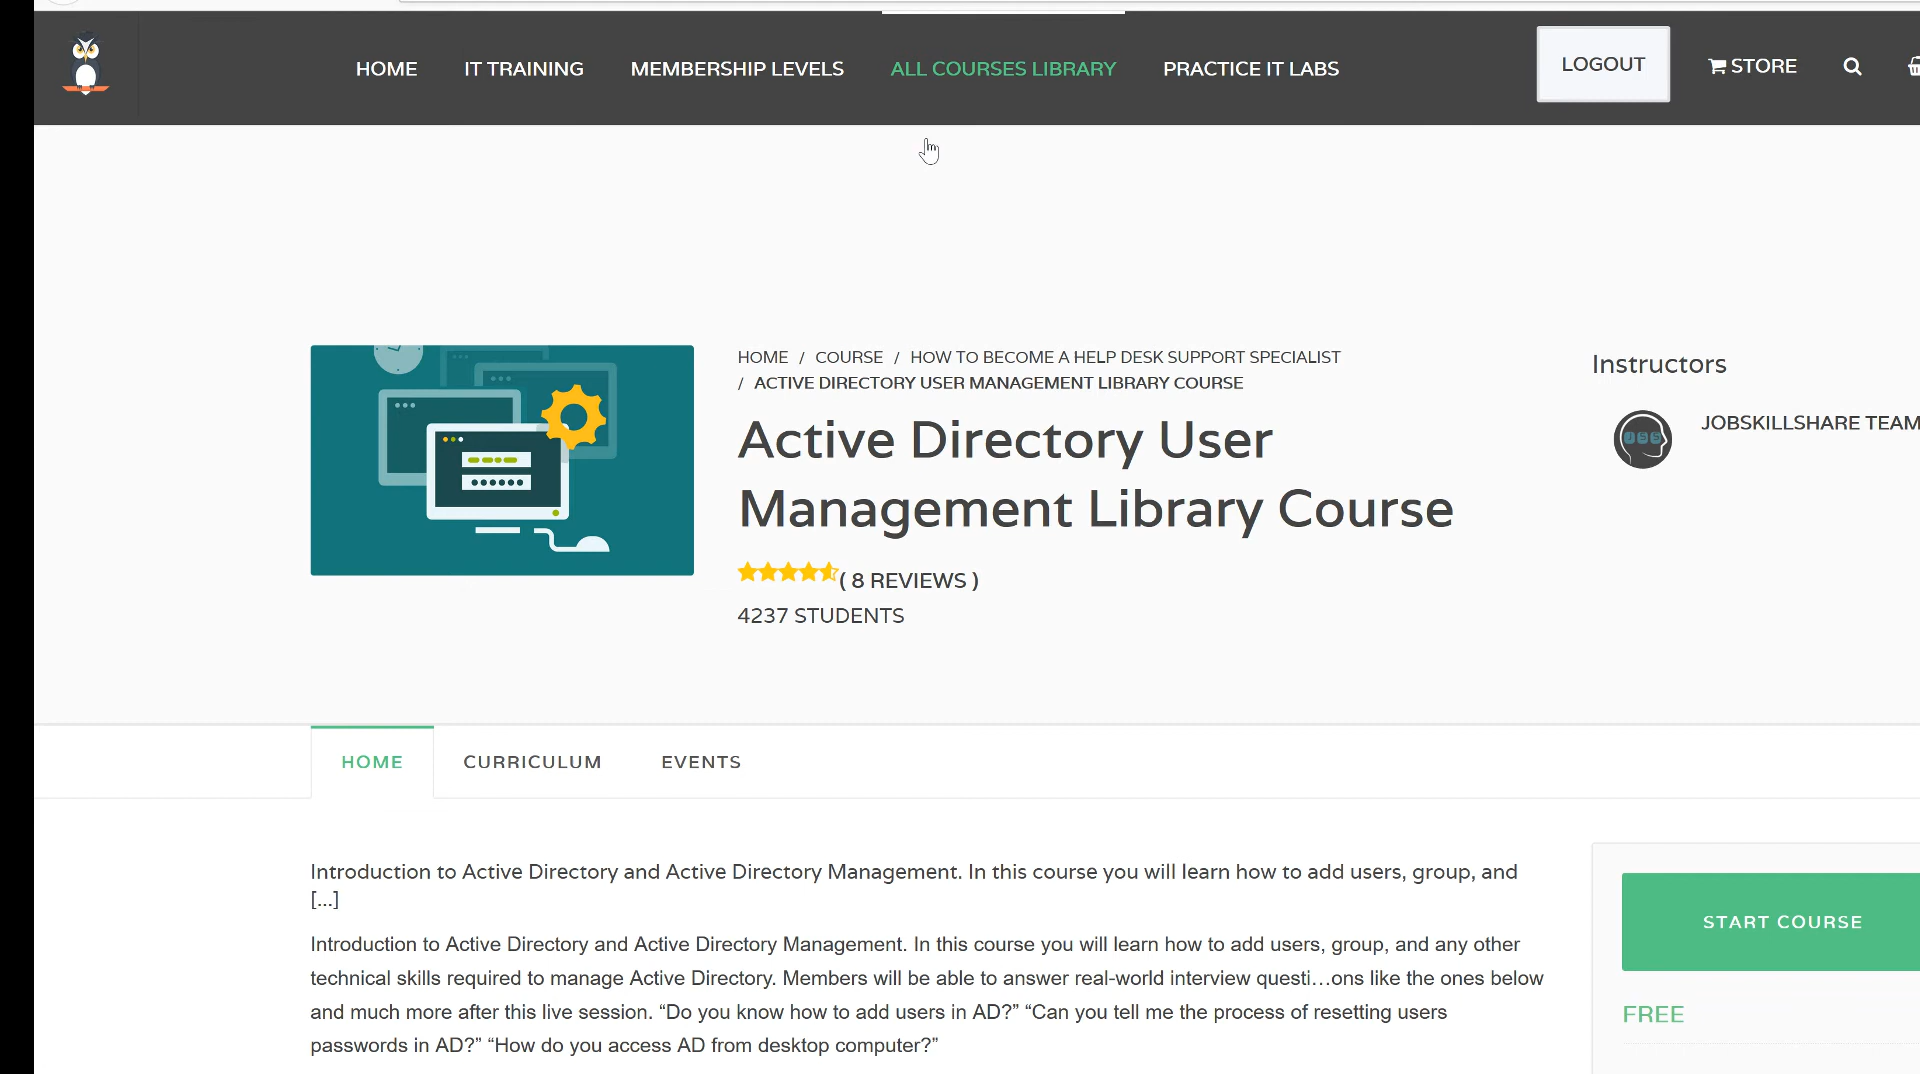 HOME IT TRAINING MEMBERSHIP LEVELS ALL COURSES LIBRARY PRACTICE IT LABS LOGOUT STORE
HOME / COURSE / HOW TO BECOME A HELP DESK SUPPORT SPECIALIST
/ ACTIVE DIRECTORY USER MANAGEMENT LIBRARY COURSE
Active Directory User
Management Library Course
( 8 REVIEWS )
4237 STUDENTS
Instructors
JSS
JOBSKILLSHARE TEAM
HOME CURRICULUM EVENTS
Introduction to Active Directory and Active Directory Management. In this course you will learn how to add users, group, and
[...]
Introduction to Active Directory and Active Directory Management. In this course you will learn how to add users, group, and any other
technical skills required to manage Active Directory. Members will be able to answer real-world interview questi…ons like the ones below
and much more after this live session. “Do you know how to add users in AD?” “Can you tell me the process of resetting users
passwords in AD?” “How do you access AD from desktop computer?”
START COURSE
FREE